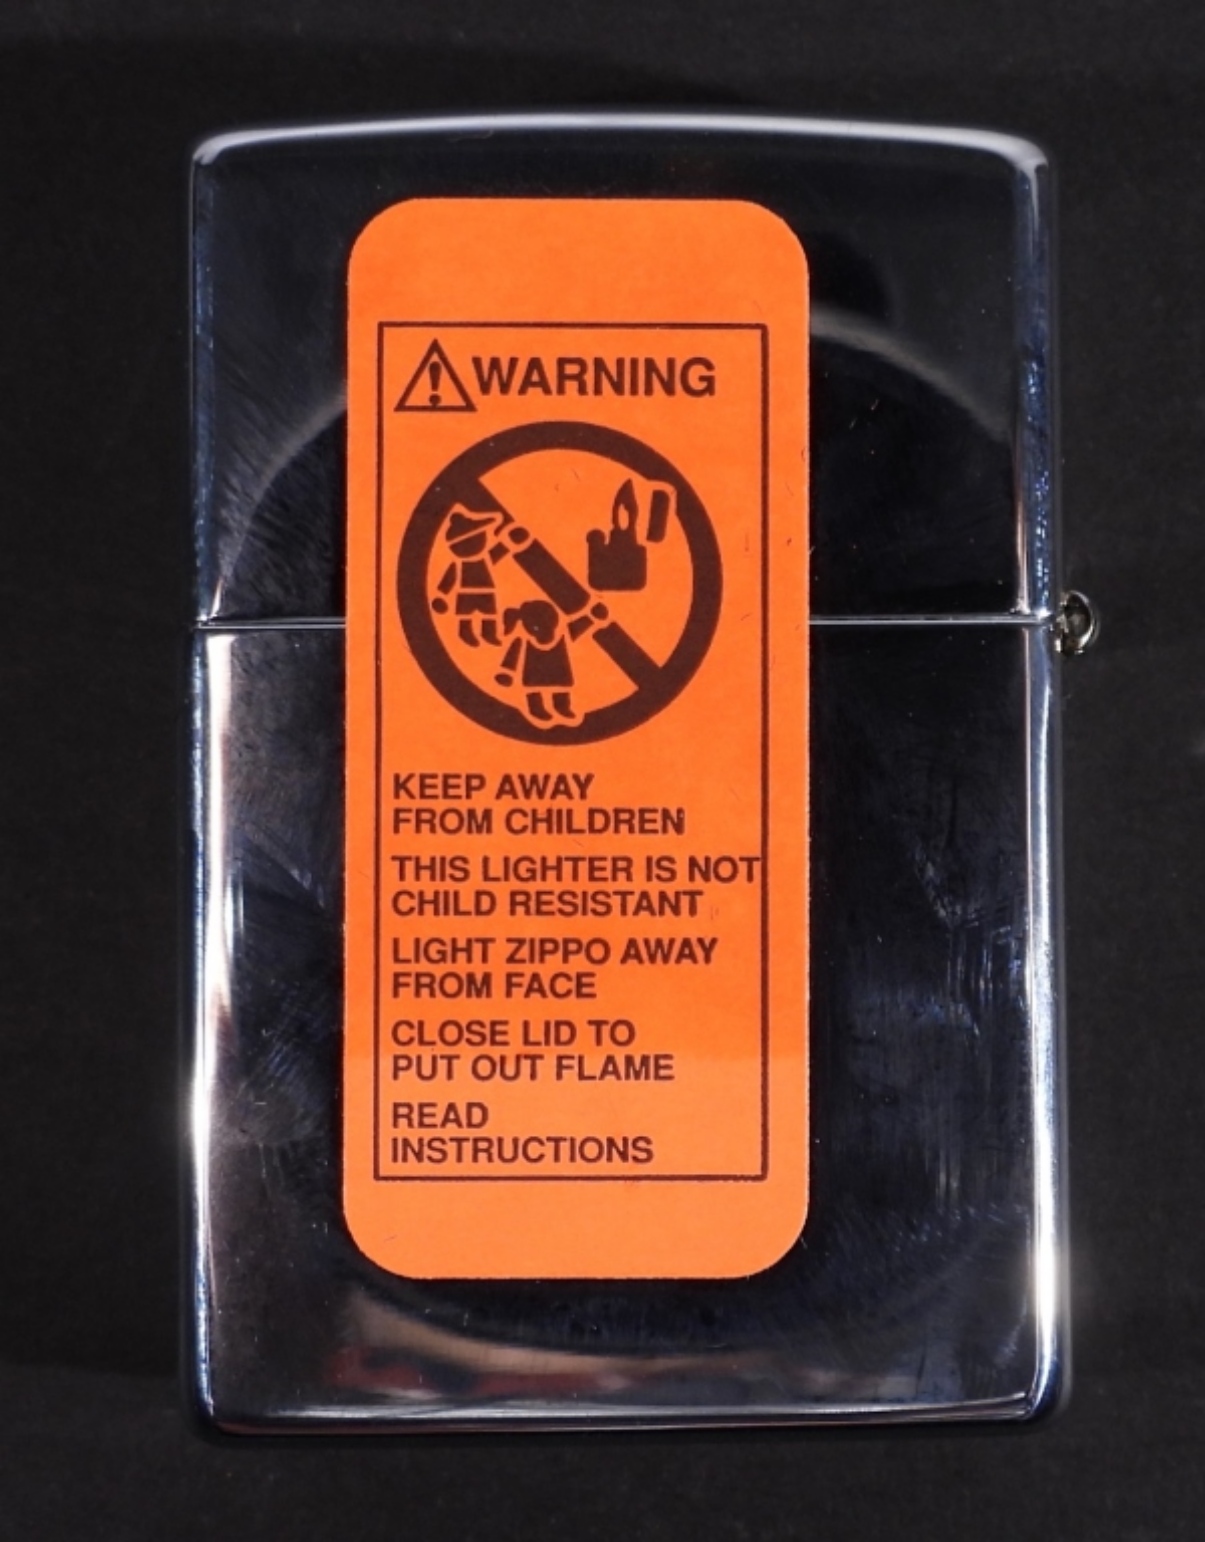 WARNING
KEEP AWAY
FROM CHILDREN
THIS LIGHTER IS NOT
CHILD RESISTANT
LIGHT ZIPPO AWAY
FROM FACE
CLOSE LID TO
PUT OUT FLAME
READ
INSTRUCTIONS